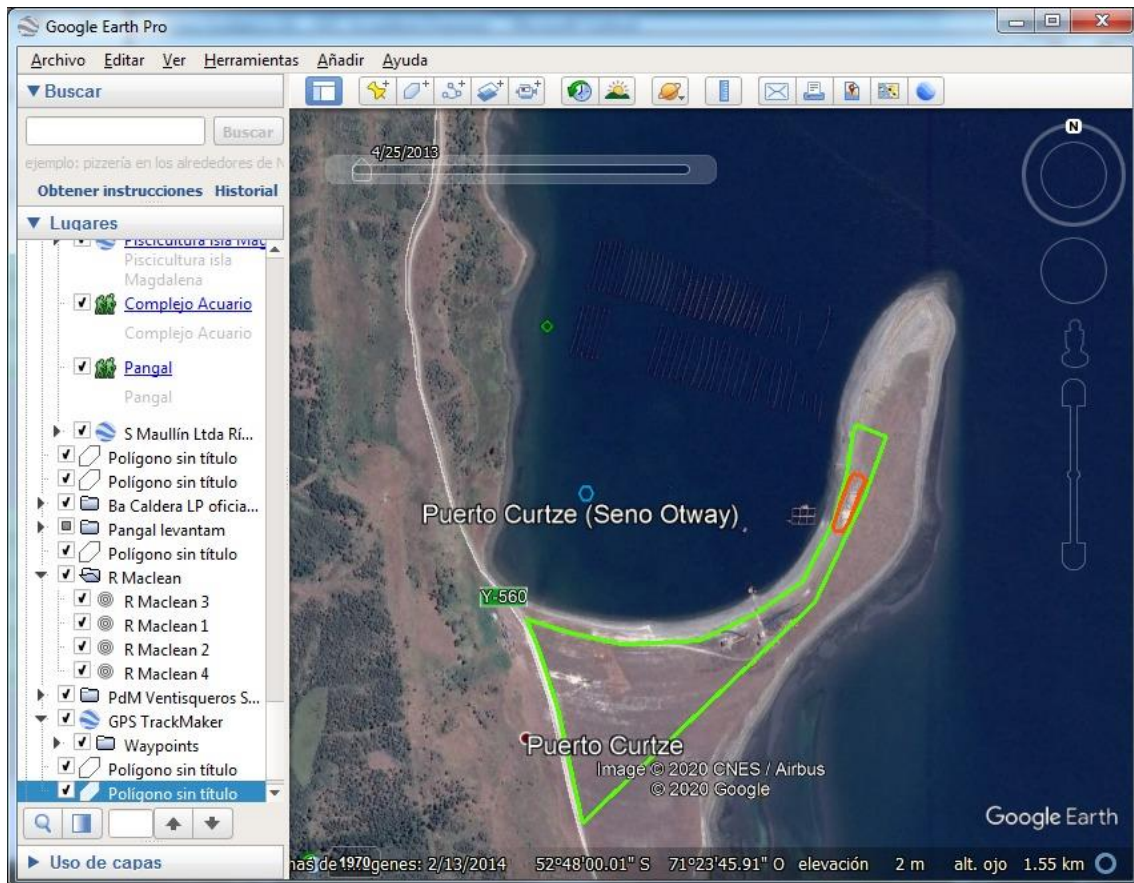 Google Earth Pro
Archivo Editar Ver Herramientas Añadir Ayuda
Buscar
Buscar
ejemplo: pizzería en los alrededores de N
Obtener instrucciones Historial
Lugares
Piscicultura isla Mag
Piscicultura isla
Magdalena
Complejo Acuario
Complejo Acuario
Pangal
Pangal
S Maullín Ltda Rí...
Polígono sin título
Polígono sin título
Ba Caldera LP oficia...
Pangal levantam
Polígono sin título
R Maclean
R Maclean 3
R Maclean 1
R Maclean 2
R Maclean 4
PdM Ventisqueros S...
GPS TrackMaker
Waypoints
Polígono sin título
Polígono sin título
Uso de capas
4/25/2013
N
Puerto Curtze (Seno Otway)
Y-560
Puerto Curtze
Image © 2020 CNES / Airbus
© 2020 Google
Google Earth
1970
genes: 2/13/2014 52°48'00.01" S 71°23'45.91" O elevación 2 m alt. ojo 1.55 km